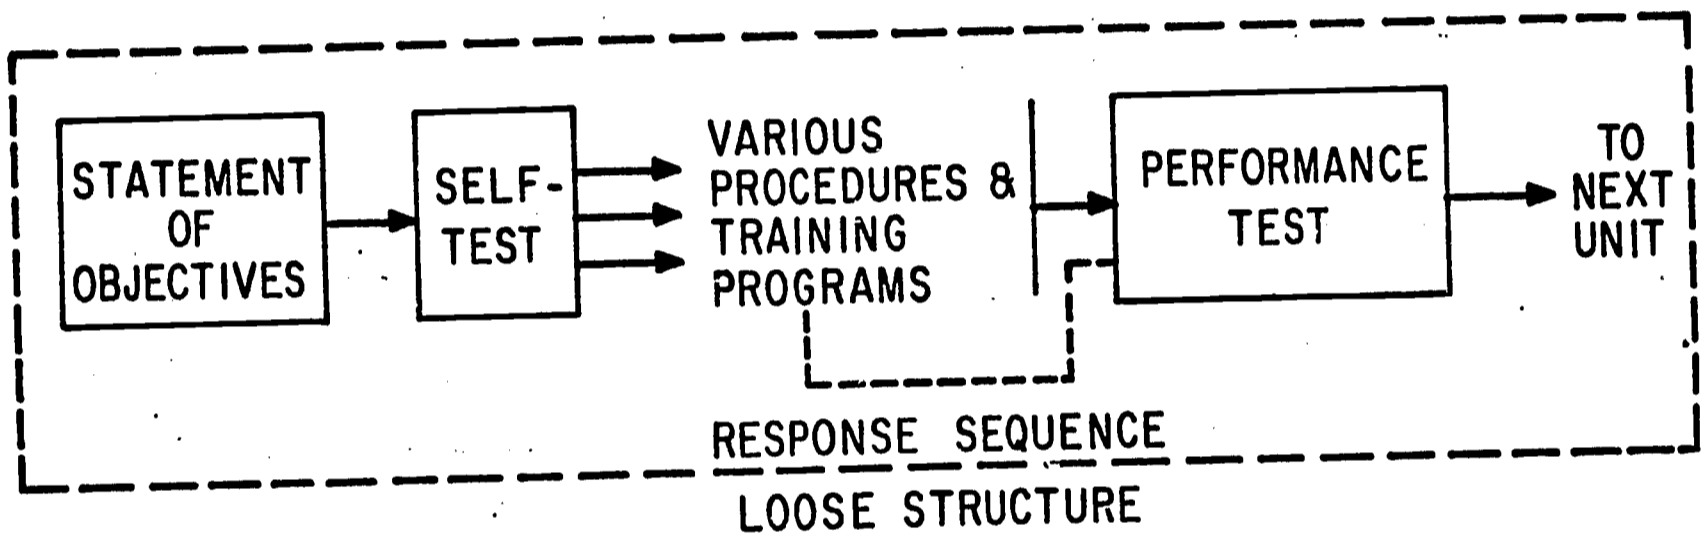 STATEMENT
OF
OBJECTIVES
SELF-
TEST
VARIOUS
PROCEDURES &
TRAINING
PROGRAMS
PERFORMANCE
TEST
TO
NEXT
UNIT
RESPONSE SEQUENCE
LOOSE STRUCTURE